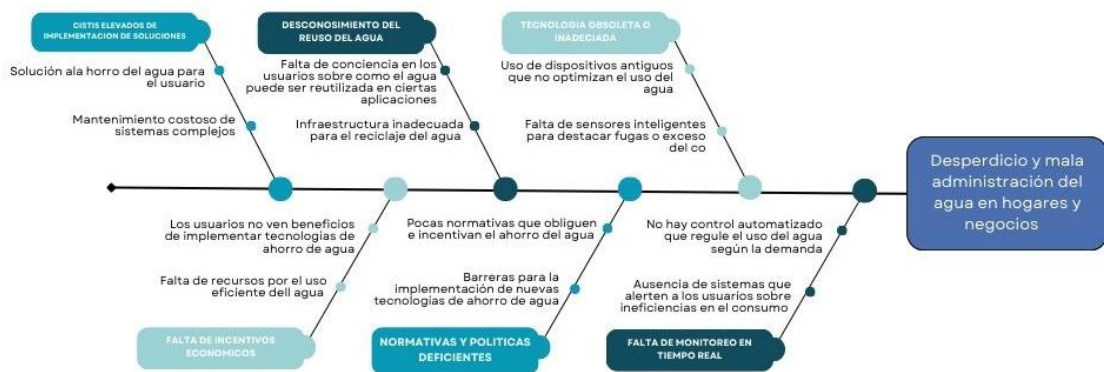 CISTIS ELEVADOS DE
IMPLEMENTACION DE SOLUCIONES
Solución ala horro del agua para
el usuario
Mantenimiento costoso de
sistemas complejos
DESCONOSIMIENTO DEL
REUSO DEL AGUA
Falta de conciencia en los
usuarios sobre como el agua
puede ser reutilizada en ciertas
aplicaciones
Infraestructura inadecuada
para el reciclaje del agua
TECNOLOGIA OBSOLETA O
INADECIADA
Uso de dispositivos antiguos
que no optimizan el uso del
agua
Falta de sensores inteligentes
para destacar fugas o exceso
del co
Desperdicio y mala
administración del
agua en hogares y
negocios
Los usuarios no ven beneficios
de implementar tecnologías de
ahorro de agua
Falta de recursos por el uso
eficiente dell agua
FALTA DE INCENTIVOS
ECONOMICOS
Pocas normativas que obliguen
e incentivan el ahorro del agua
Barreras para la
implementación de nuevas
tecnologías de ahorro de agua
NORMATIVAS Y POLITICAS
DEFICIENTES
No hay control automatizado
que regule el uso del agua
según la demanda
Ausencia de sistemas que
alerten a los usuarios sobre
ineficiencias en el consumo
FALTA DE MONITOREO EN
TIEMPO REAL